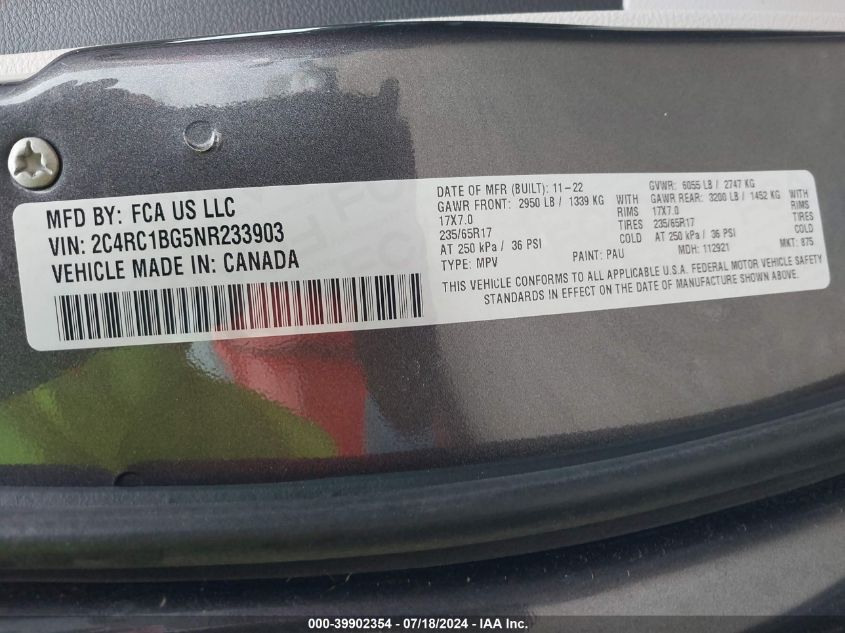 MFD BY: FCA US LLC
VIN: 2C4RC1BG5NR233903
VEHICLE MADE IN: CANADA
DATE OF MFR (BUILT): 11-22 GVWR: 6055 LB / 2747 KG
GAWR FRONT: 2950 LB / 1339 KG WITH GAWR REAR: 3200 LB / 1452 KG WITH
17X7.0 RIMS 17X7.0 RIMS
235/65R17 TIRES 235/65R17 TIRES
AT 250 kPa / 36 PSI COLD AT 250 kPa / 36 PSI COLD
TYPE: MPV PAINT: PAU MDH: 112921 MKT: 875
THIS VEHICLE CONFORMS TO ALL APPLICABLE U.S.A. FEDERAL MOTOR VEHICLE SAFETY
STANDARDS IN EFFECT ON THE DATE OF MANUFACTURE SHOWN ABOVE.
000-39902354 - 07/18/2024 - IAA Inc.